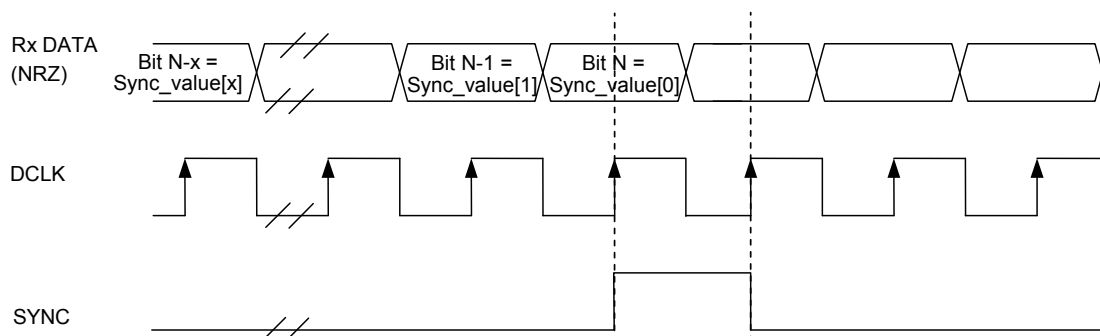 Rx DATA
(NRZ)
Bit N-x =
Sync_value[x]
Bit N-1 =
Sync_value[1]
Bit N =
Sync_value[0]
DCLK
SYNC